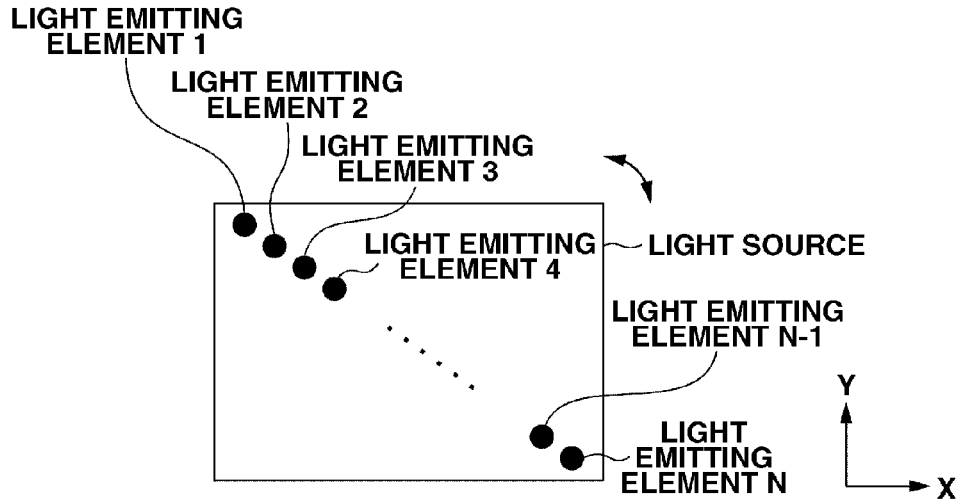 LIGHT EMITTING
ELEMENT 1
LIGHT EMITTING
ELEMENT 2
LIGHT EMITTING
ELEMENT 3
LIGHT EMITTING
ELEMENT 4
LIGHT SOURCE
LIGHT EMITTING
ELEMENT N-1
LIGHT
EMITTING
ELEMENT N
Y
X